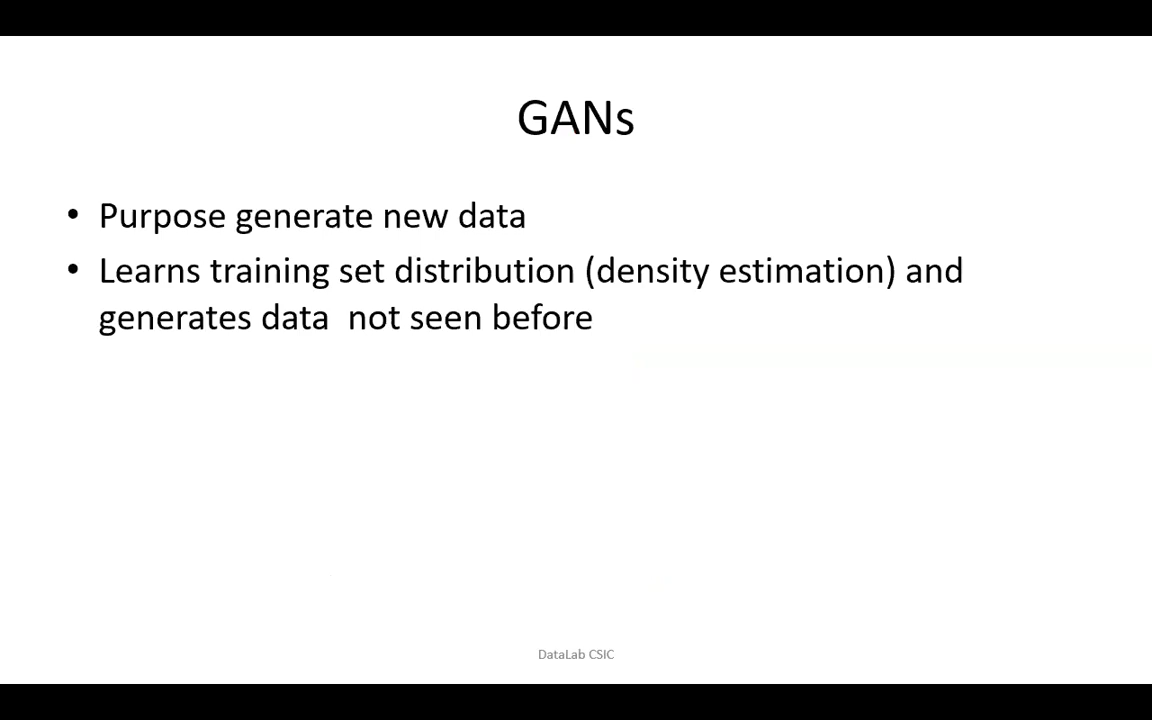 GANs
• Purpose generate new data
• Learns training set distribution (density estimation) and
generates data  not seen before
DataLab CSIC